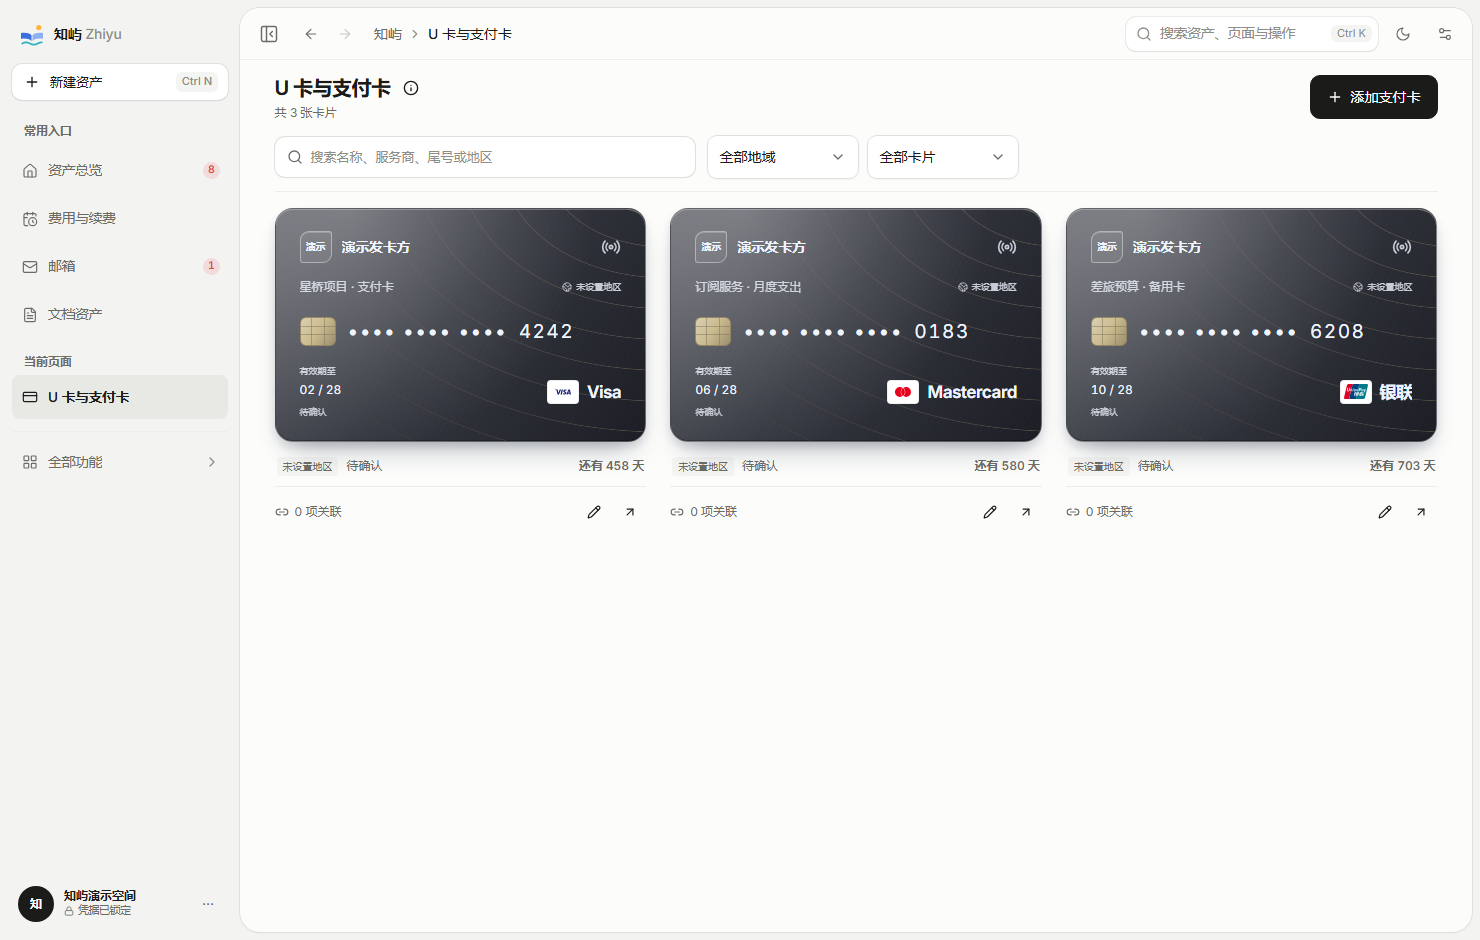 知屿 Zhiyu
新建资产 Ctrl N
常用入口
资产总览 8
费用与续费
邮箱 1
文档资产
当前页面
U 卡与支付卡
全部功能
知
知屿演示空间
凭据已锁定
知屿 U 卡与支付卡
搜索资产、页面与操作 Ctrl K
U 卡与支付卡
共 3 张卡片
添加支付卡
搜索名称、服务商、尾号或地区
全部地域
全部卡片
演示 演示发卡方
星桥项目 · 支付卡 未设置地区
•••• •••• •••• 4242
有效期至
02 / 28
待确认
VISA Visa
未设置地区 待确认 还有 458 天
0 项关联
演示 演示发卡方
订阅服务 · 月度支出 未设置地区
•••• •••• •••• 0183
有效期至
06 / 28
待确认
Mastercard
未设置地区 待确认 还有 580 天
0 项关联
演示 演示发卡方
差旅预算 · 备用卡 未设置地区
•••• •••• •••• 6208
有效期至
10 / 28
待确认
UnionPay 银联
银联
未设置地区 待确认 还有 703 天
0 项关联